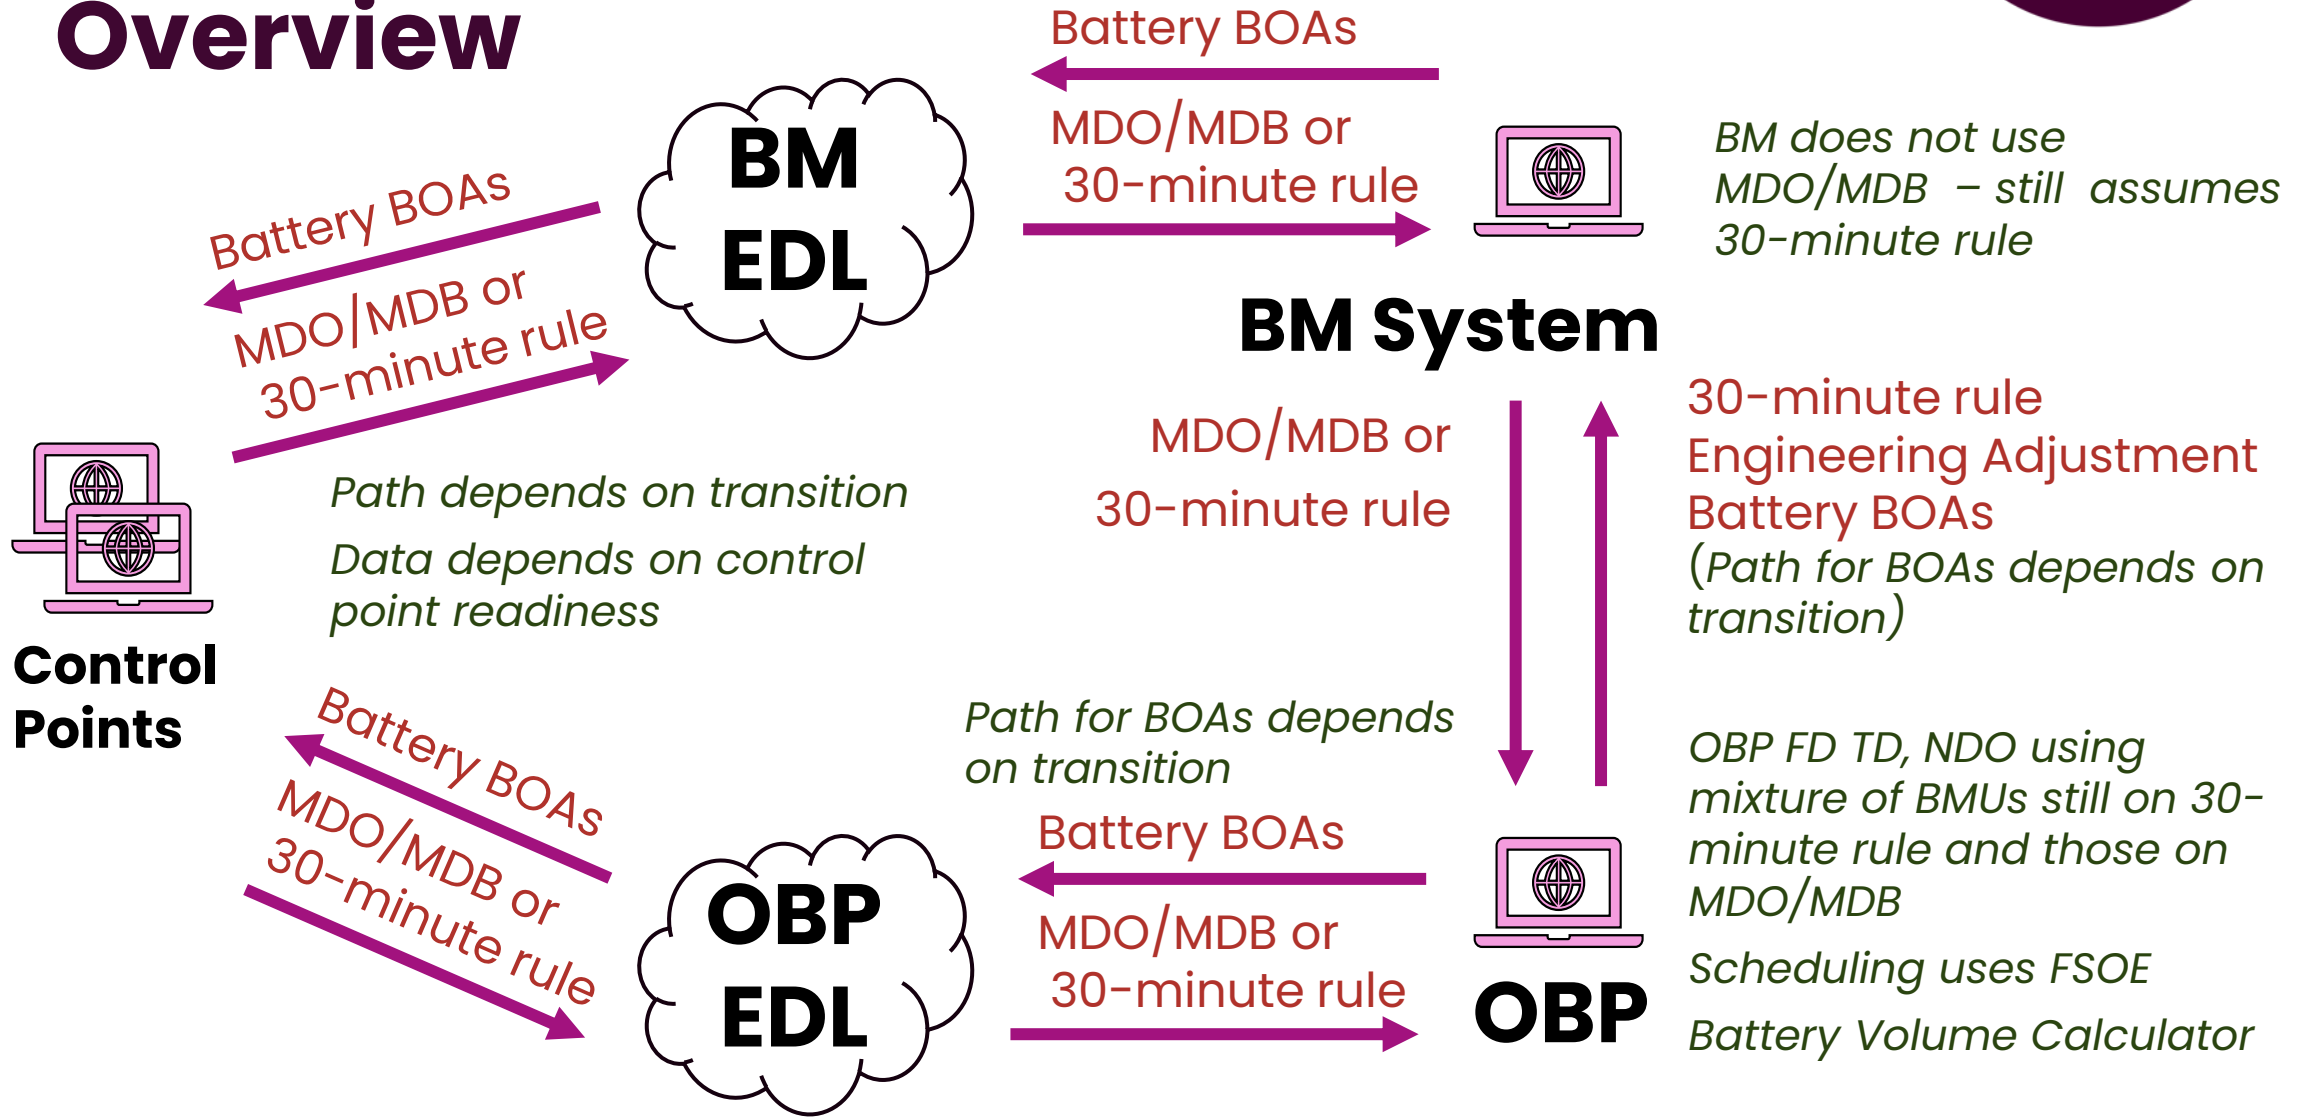 Overview
Battery BOAs
MDO/MDB or
30-minute rule
BM
EDL
Battery BOAs
MDO/MDB or
30-minute rule
BM does not use
MDO/MDB – still assumes
30-minute rule
BM System
MDO/MDB or
30-minute rule
30-minute rule
Engineering Adjustment
Battery BOAs
(Path for BOAs depends on
transition)
Path depends on transition
Data depends on control
point readiness
Control
Points
Battery BOAs
MDO/MDB or
30-minute rule
OBP
EDL
Path for BOAs depends
on transition
Battery BOAs
MDO/MDB or
30-minute rule
OBP
OBP FD TD, NDO using
mixture of BMUs still on 30-
minute rule and those on
MDO/MDB
Scheduling uses FSOE
Battery Volume Calculator